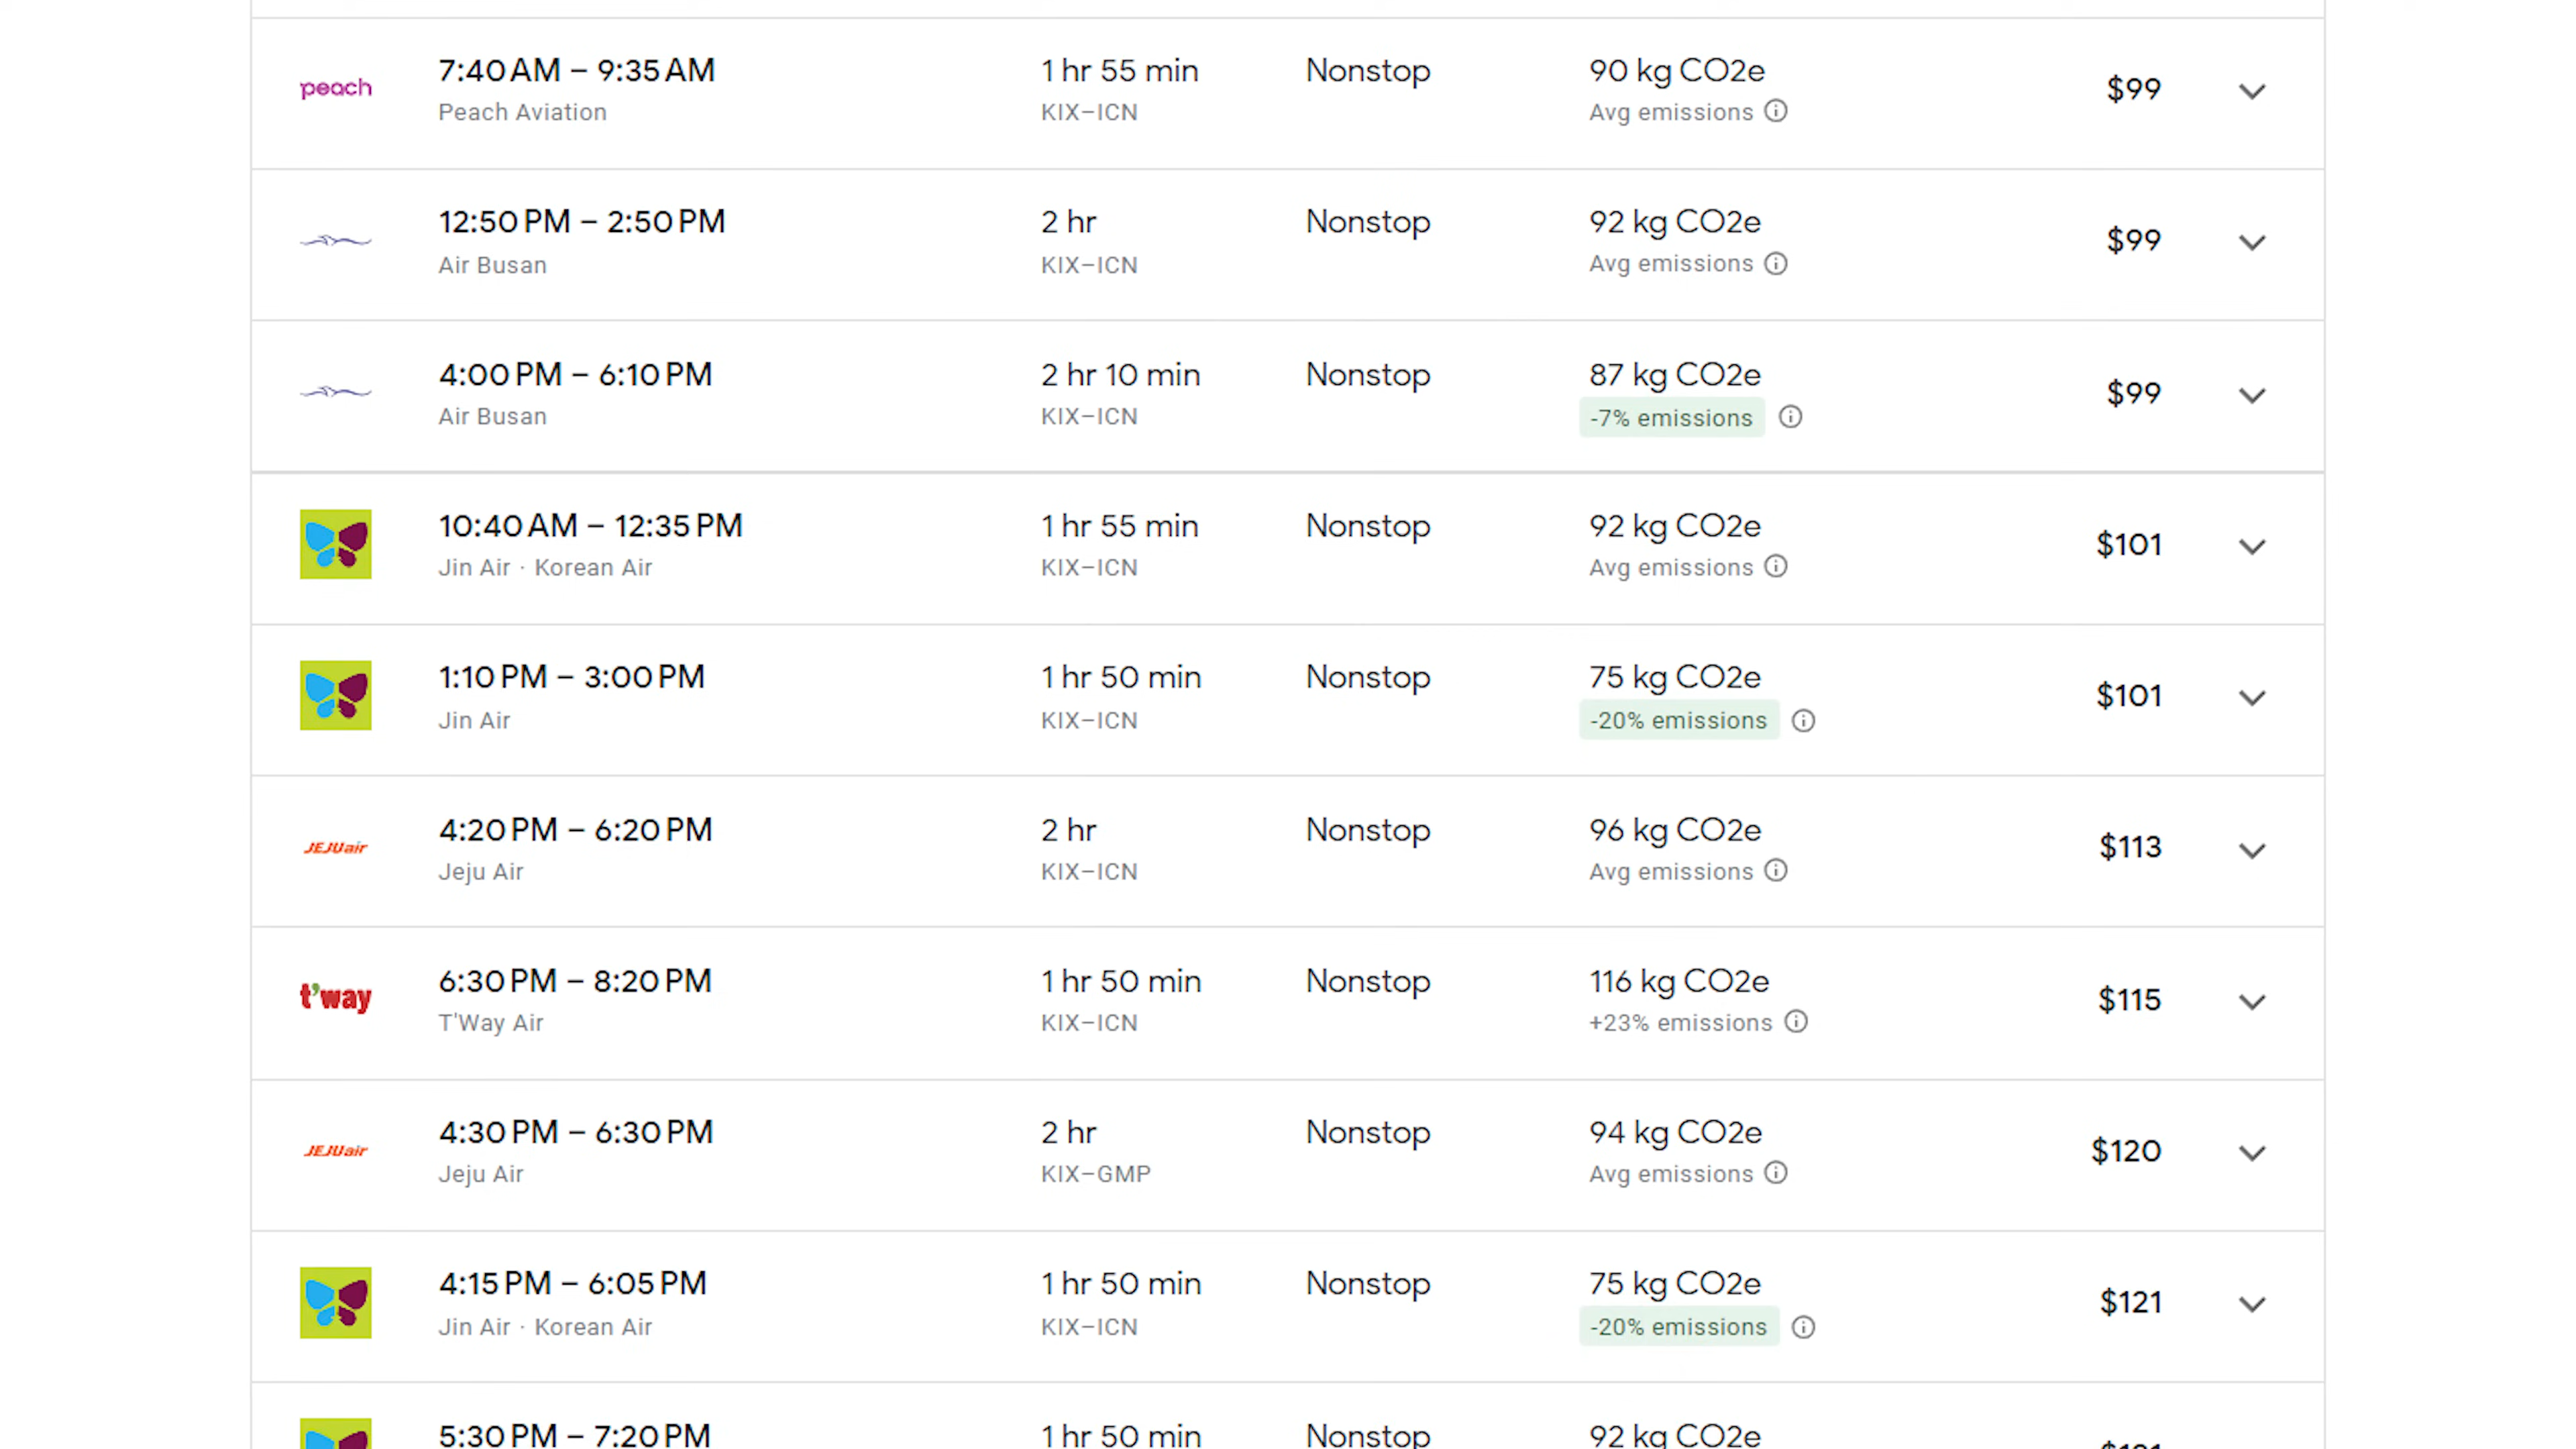 peach
7:40 AM – 9:35 AM
Peach Aviation
1 hr 55 min
KIX–ICN
Nonstop
90 kg CO2e
Avg emissions
$99
12:50 PM – 2:50 PM
Air Busan
2 hr
KIX–ICN
Nonstop
92 kg CO2e
Avg emissions
$99
4:00 PM – 6:10 PM
Air Busan
2 hr 10 min
KIX–ICN
Nonstop
87 kg CO2e
-7% emissions
$99
10:40 AM – 12:35 PM
Jin Air · Korean Air
1 hr 55 min
KIX–ICN
Nonstop
92 kg CO2e
Avg emissions
$101
1:10 PM – 3:00 PM
Jin Air
1 hr 50 min
KIX–ICN
Nonstop
75 kg CO2e
-20% emissions
$101
JEJUair
4:20 PM – 6:20 PM
Jeju Air
2 hr
KIX–ICN
Nonstop
96 kg CO2e
Avg emissions
$113
t'way
6:30 PM – 8:20 PM
T'Way Air
1 hr 50 min
KIX–ICN
Nonstop
116 kg CO2e
+23% emissions
$115
JEJUair
4:30 PM – 6:30 PM
Jeju Air
2 hr
KIX–GMP
Nonstop
94 kg CO2e
Avg emissions
$120
4:15 PM – 6:05 PM
Jin Air · Korean Air
1 hr 50 min
KIX–ICN
Nonstop
75 kg CO2e
-20% emissions
$121
5:30 PM – 7:20 PM
1 hr 50 min
Nonstop
92 kg CO2e